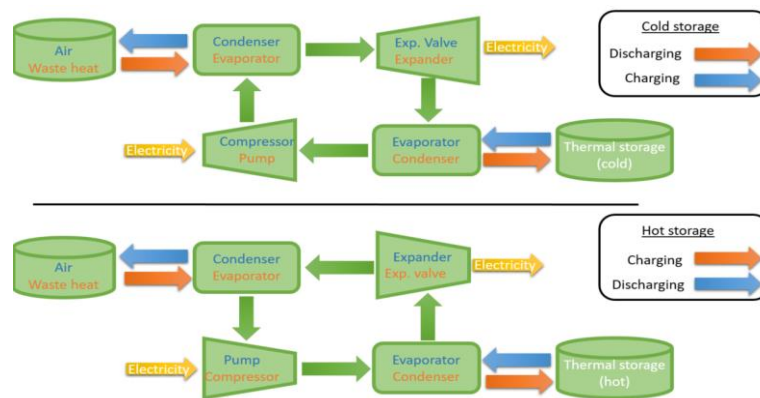 Air
Waste heat
Condenser
Evaporator
Exp. Valve
Expander
Electricity
Cold storage
Discharging
Charging
Electricity
Compressor
Pump
Evaporator
Condenser
Thermal storage
(cold)
Air
Waste heat
Condenser
Evaporator
Expander
Exp. valve
Electricity
Hot storage
Charging
Discharging
Electricity
Pump
Compressor
Evaporator
Condenser
Thermal storage
(hot)